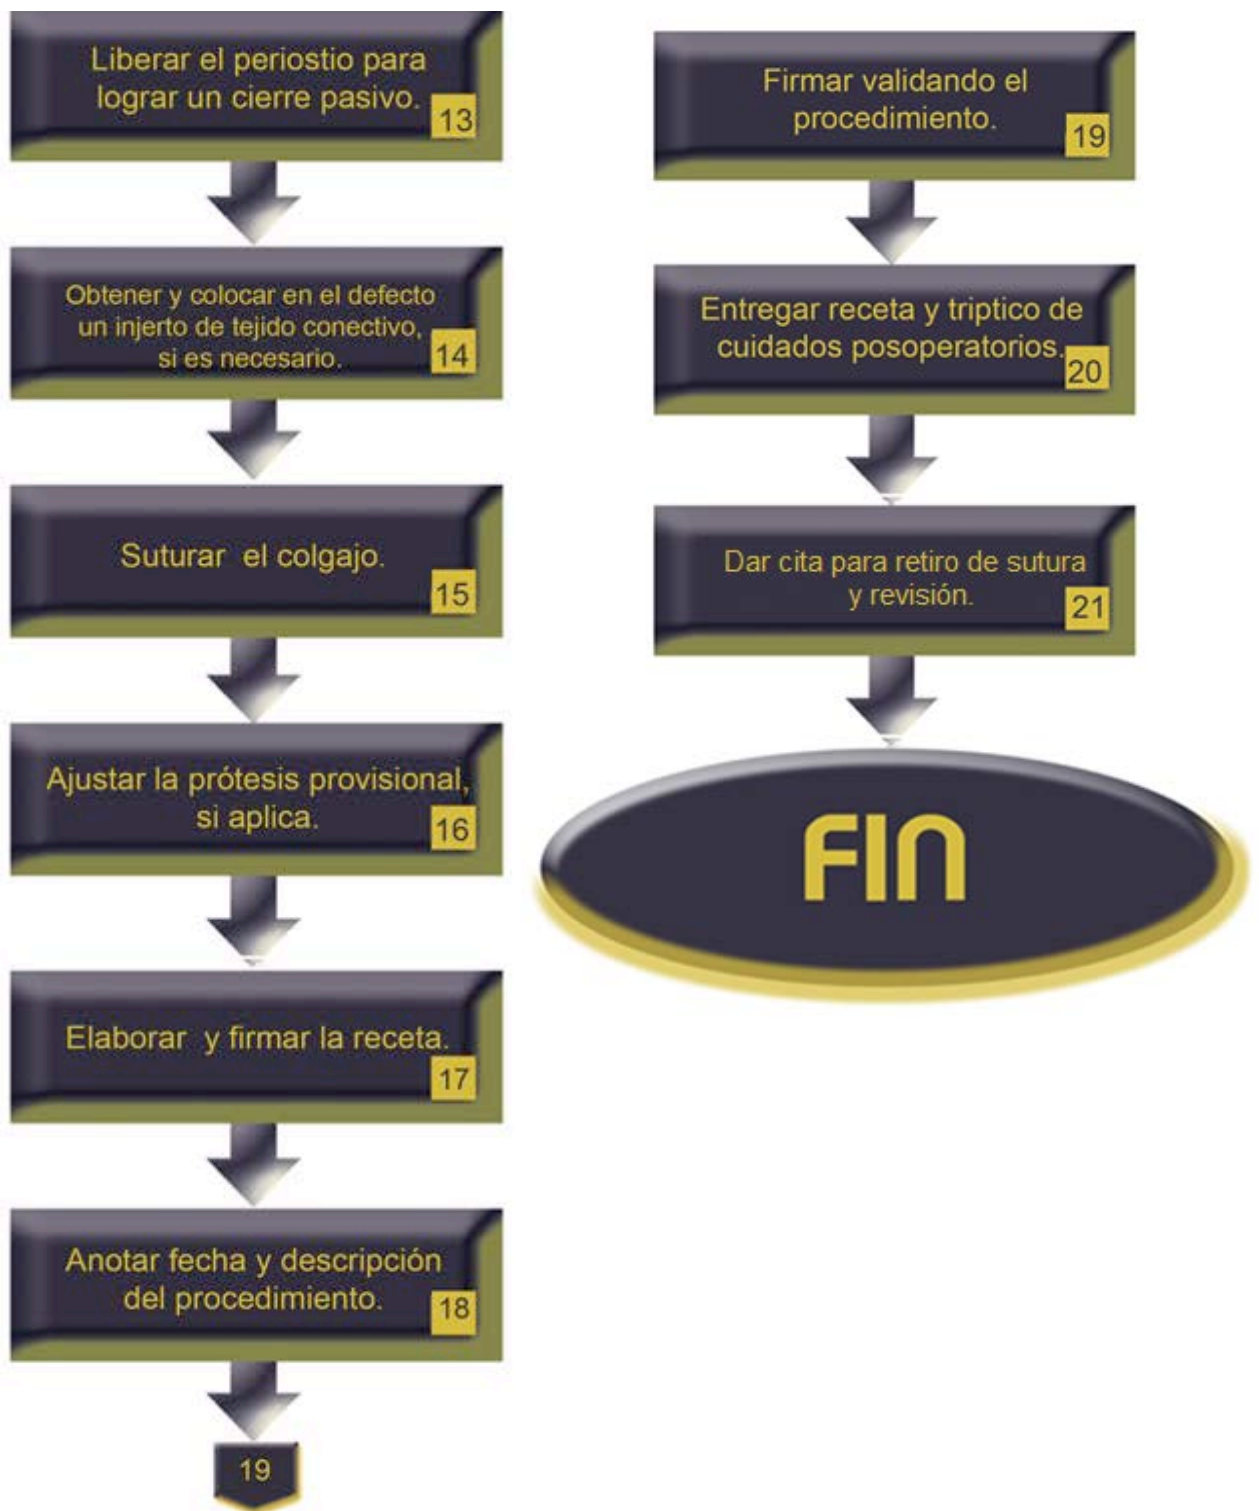 Liberar el periostio para
lograr un cierre pasivo.
13
Obtener y colocar en el defecto
un injerto de tejido conectivo,
si es necesario.
14
Suturar el colgajo.
15
Ajustar la prótesis provisional,
si aplica.
16
Elaborar y firmar la receta.
17
Anotar fecha y descripción
del procedimiento.
18
19
Firmar validando el
procedimiento.
19
Entregar receta y triptico de
cuidados posoperatorios.
20
Dar cita para retiro de sutura
y revisión.
21
FIN